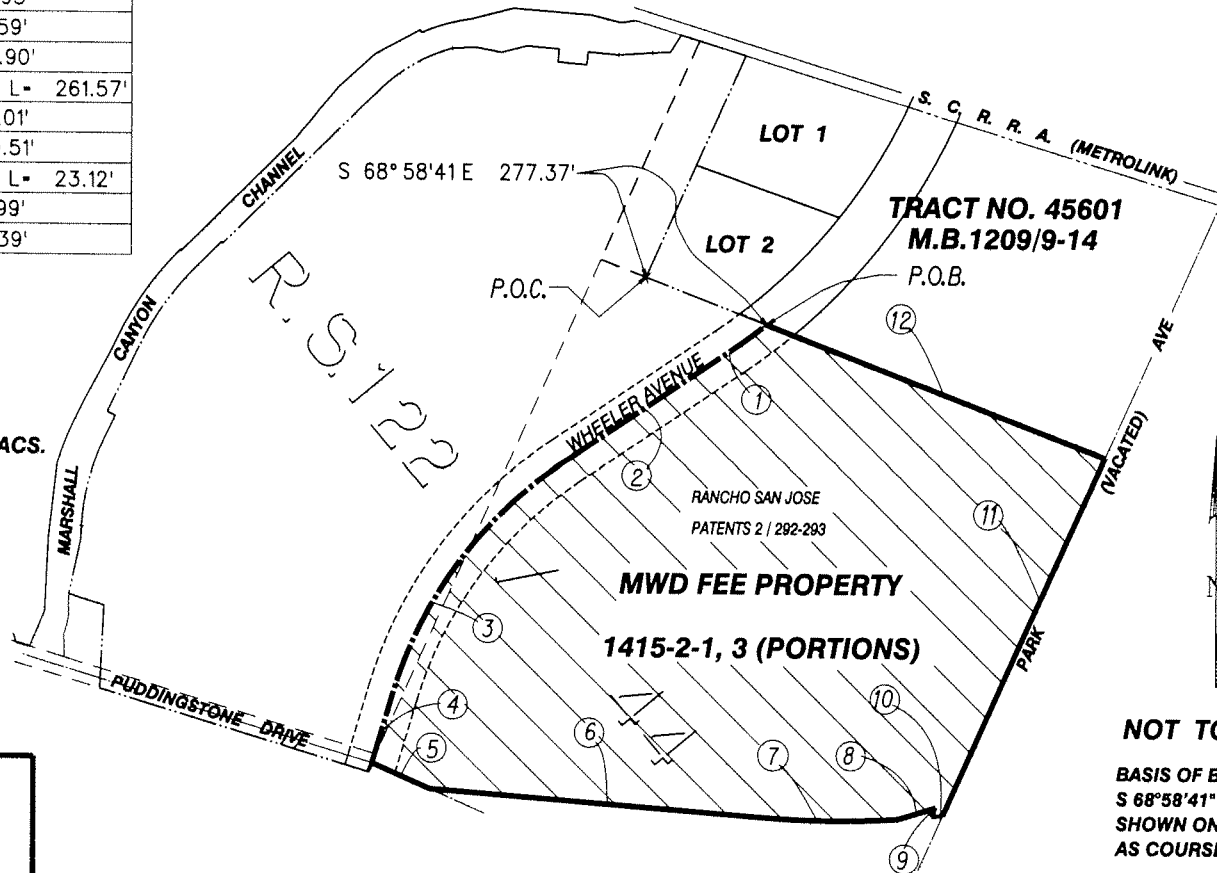 59'
.90'
L= 261.57'
.01'
.51'
L= 23.12'
99'
39'
S. C. R. R. A. (METROLINK)
LOT 1
S 68°58'41 E 277.37'
TRACT NO. 45601
M.B.1209/9-14
LOT 2
P.O.C.
P.O.B.
CHANNEL
CANYON
MARSHALL
R.S.122
12
AVE
(VACATED)
WHEELER AVENUE
1
2
ACS.
RANCHO SAN JOSE
PATENTS 2 / 292-293
11
MWD FEE PROPERTY
3
1415-2-1, 3 (PORTIONS)
PARK
N
PUDDINGSTONE DRIVE
4
10
5
6
7
8
9
NOT TO
BASIS OF B
S 68°58'41"
SHOWN ON
AS COURS